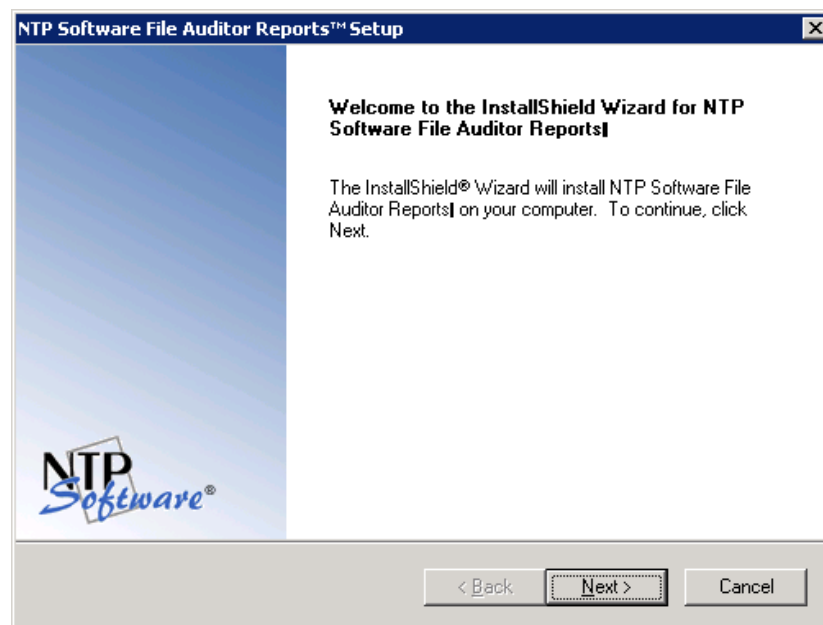 NTP Software File Auditor Reports™ Setup
Welcome to the InstallShield Wizard for NTP
Software File Auditor Reports
The InstallShield® Wizard will install NTP Software File
Auditor Reports on your computer. To continue, click
Next.
NTP
Software®
< Back
Next >
Cancel